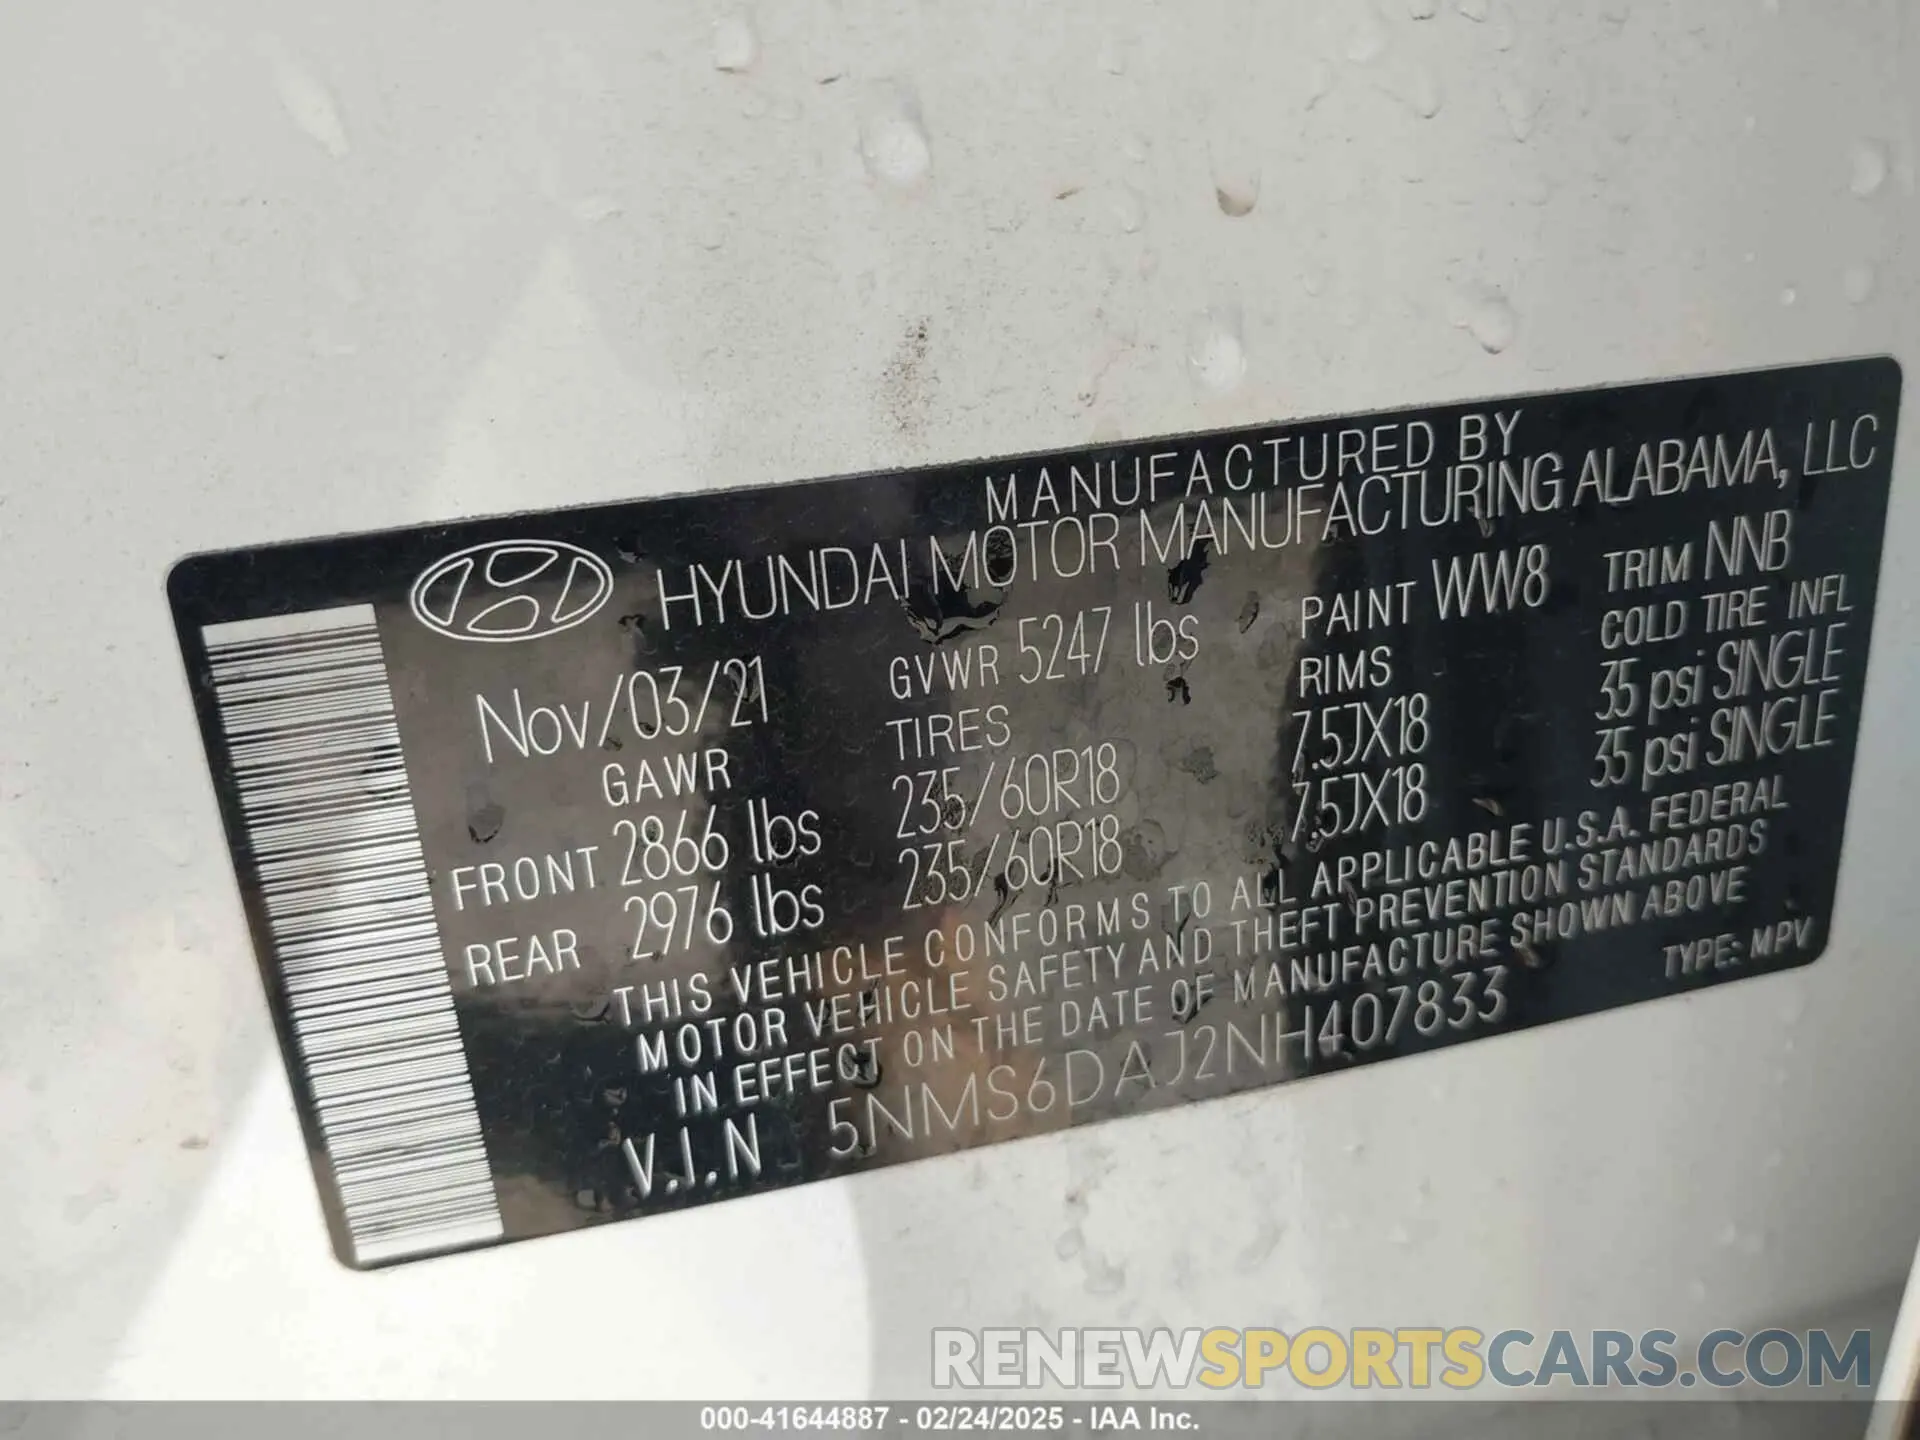 MANUFACTURED BY
HYUNDAI MOTOR MANUFACTURING ALABAMA, LLC
Nov/03/21 GVWR 5247 lbs PAINT WW8 TRIM NNB
GAWR TIRES RIMS COLD TIRE INFL
FRONT 2866 lbs 235/60R18 7.5JX18 35 psi SINGLE
REAR 2976 lbs 235/60R18 7.5JX18 35 psi SINGLE
THIS VEHICLE CONFORMS TO ALL APPLICABLE U.S.A. FEDERAL
MOTOR VEHICLE SAFETY AND THEFT PREVENTION STANDARDS
IN EFFECT ON THE DATE OF MANUFACTURE SHOWN ABOVE
V.I.N 5NMS6DAJ2NH407833 TYPE: MPV
RENEWSPORTSCARS.COM
000-41644887 - 02/24/2025 - IAA Inc.